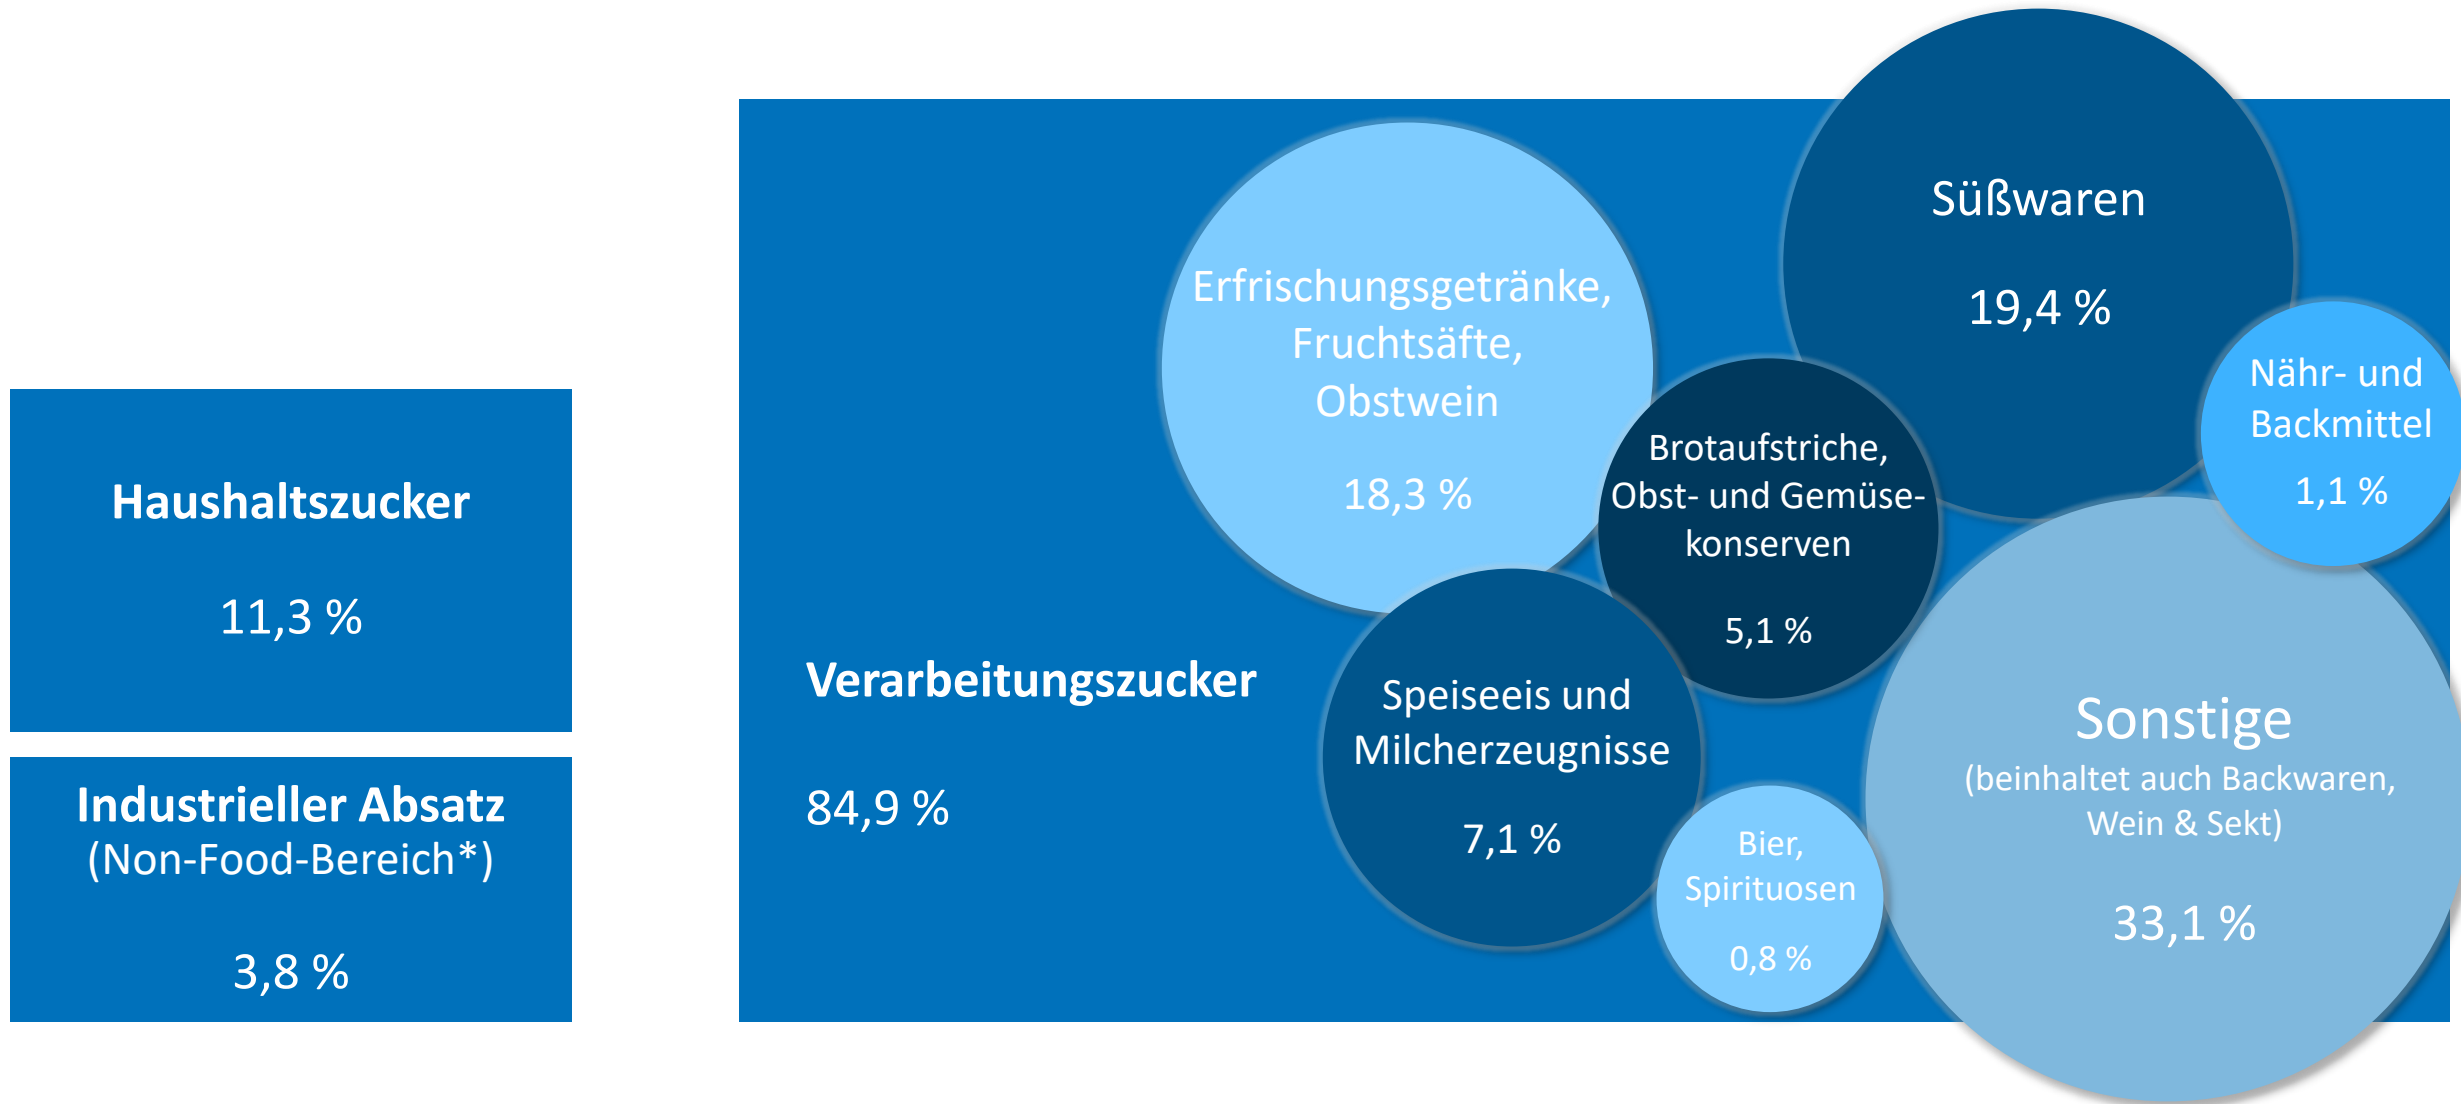 Haushaltszucker
11,3 %
Industrieller Absatz
(Non-Food-Bereich*)
3,8 %
Verarbeitungszucker
84,9 %
Erfrischungsgetränke,
Fruchtsäfte,
Obstwein
18,3 %
Süßwaren
19,4 %
Nähr- und
Backmittel
1,1 %
Brotaufstriche,
Obst- und Gemüse-
konserven
5,1 %
Speiseeis und
Milcherzeugnisse
7,1 %
Bier,
Spirituosen
0,8 %
Sonstige
(beinhaltet auch Backwaren,
Wein & Sekt)
33,1 %